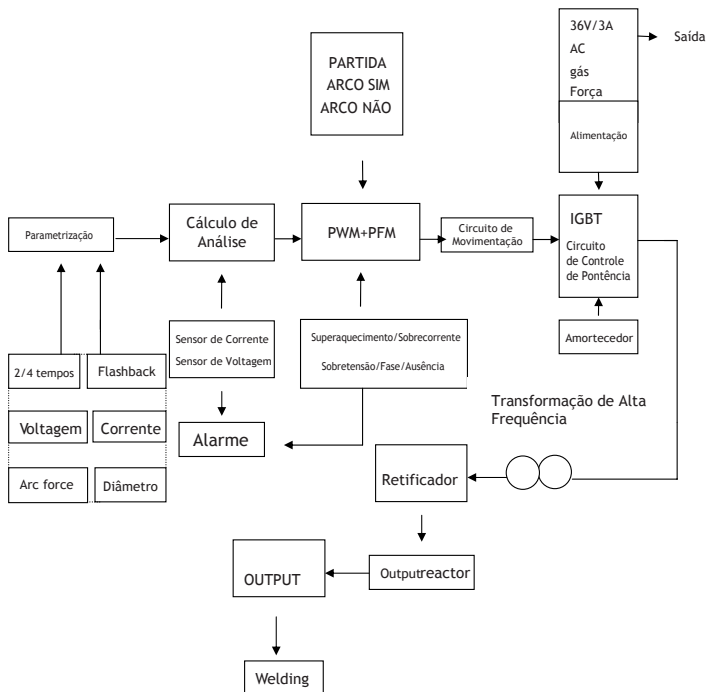 36V/3A
AC
gás
Força
Saída
PARTIDA
ARCO SIM
ARCO NÃO
Alimentação
Parametrização
Cálculo de
Análise
PWM+PFM
Circuito de
Movimentação
IGBT
Circuito
de Controle
de Pontência
Sensor de Corrente
Sensor de Voltagem
Superaquecimento/Sobrecorrente
Sobretensão/Fase/Ausência
Amortecedor
2/4 tempos
Flashback
Voltagem
Corrente
Alarme
Transformação de Alta
Frequência
Arc force
Diâmetro
Retificador
OUTPUT
Outputreactor
Welding